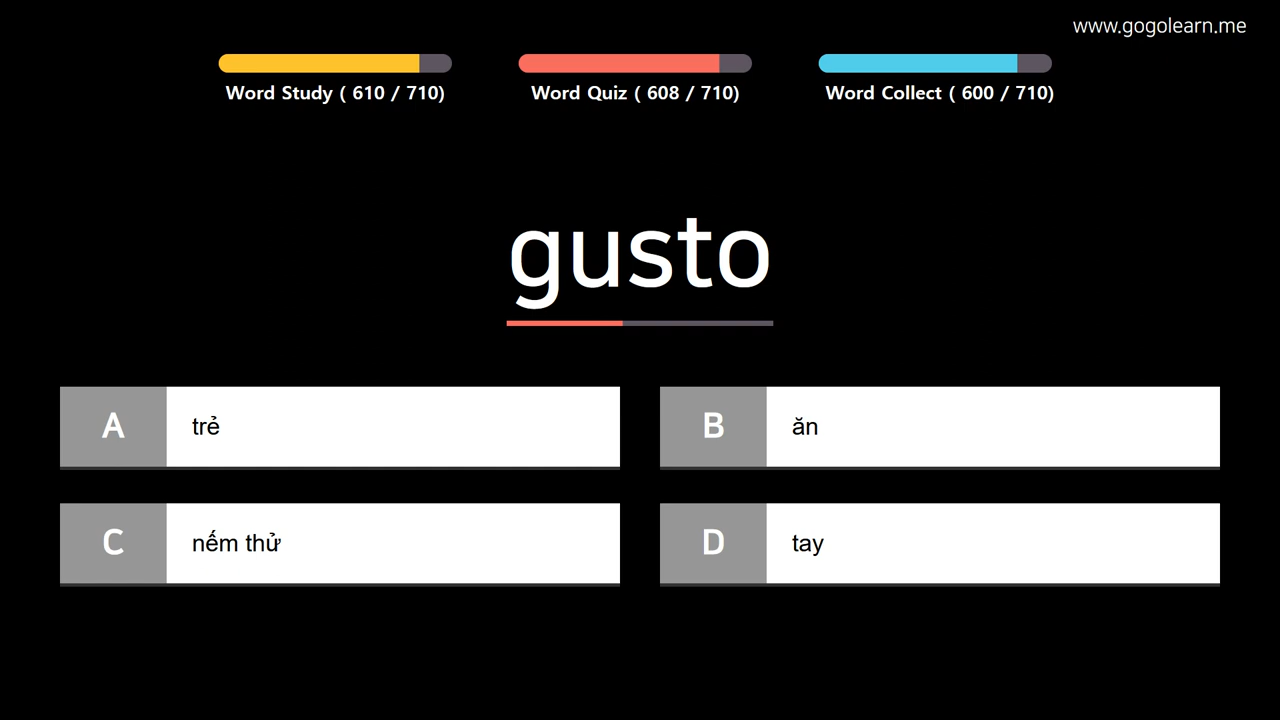 www.gogolearn.me
Word Study ( 610 / 710)
Word Quiz ( 608 / 710)
Word Collect ( 600 / 710)
gusto
A trẻ
B ăn
C nếm thử
D tay